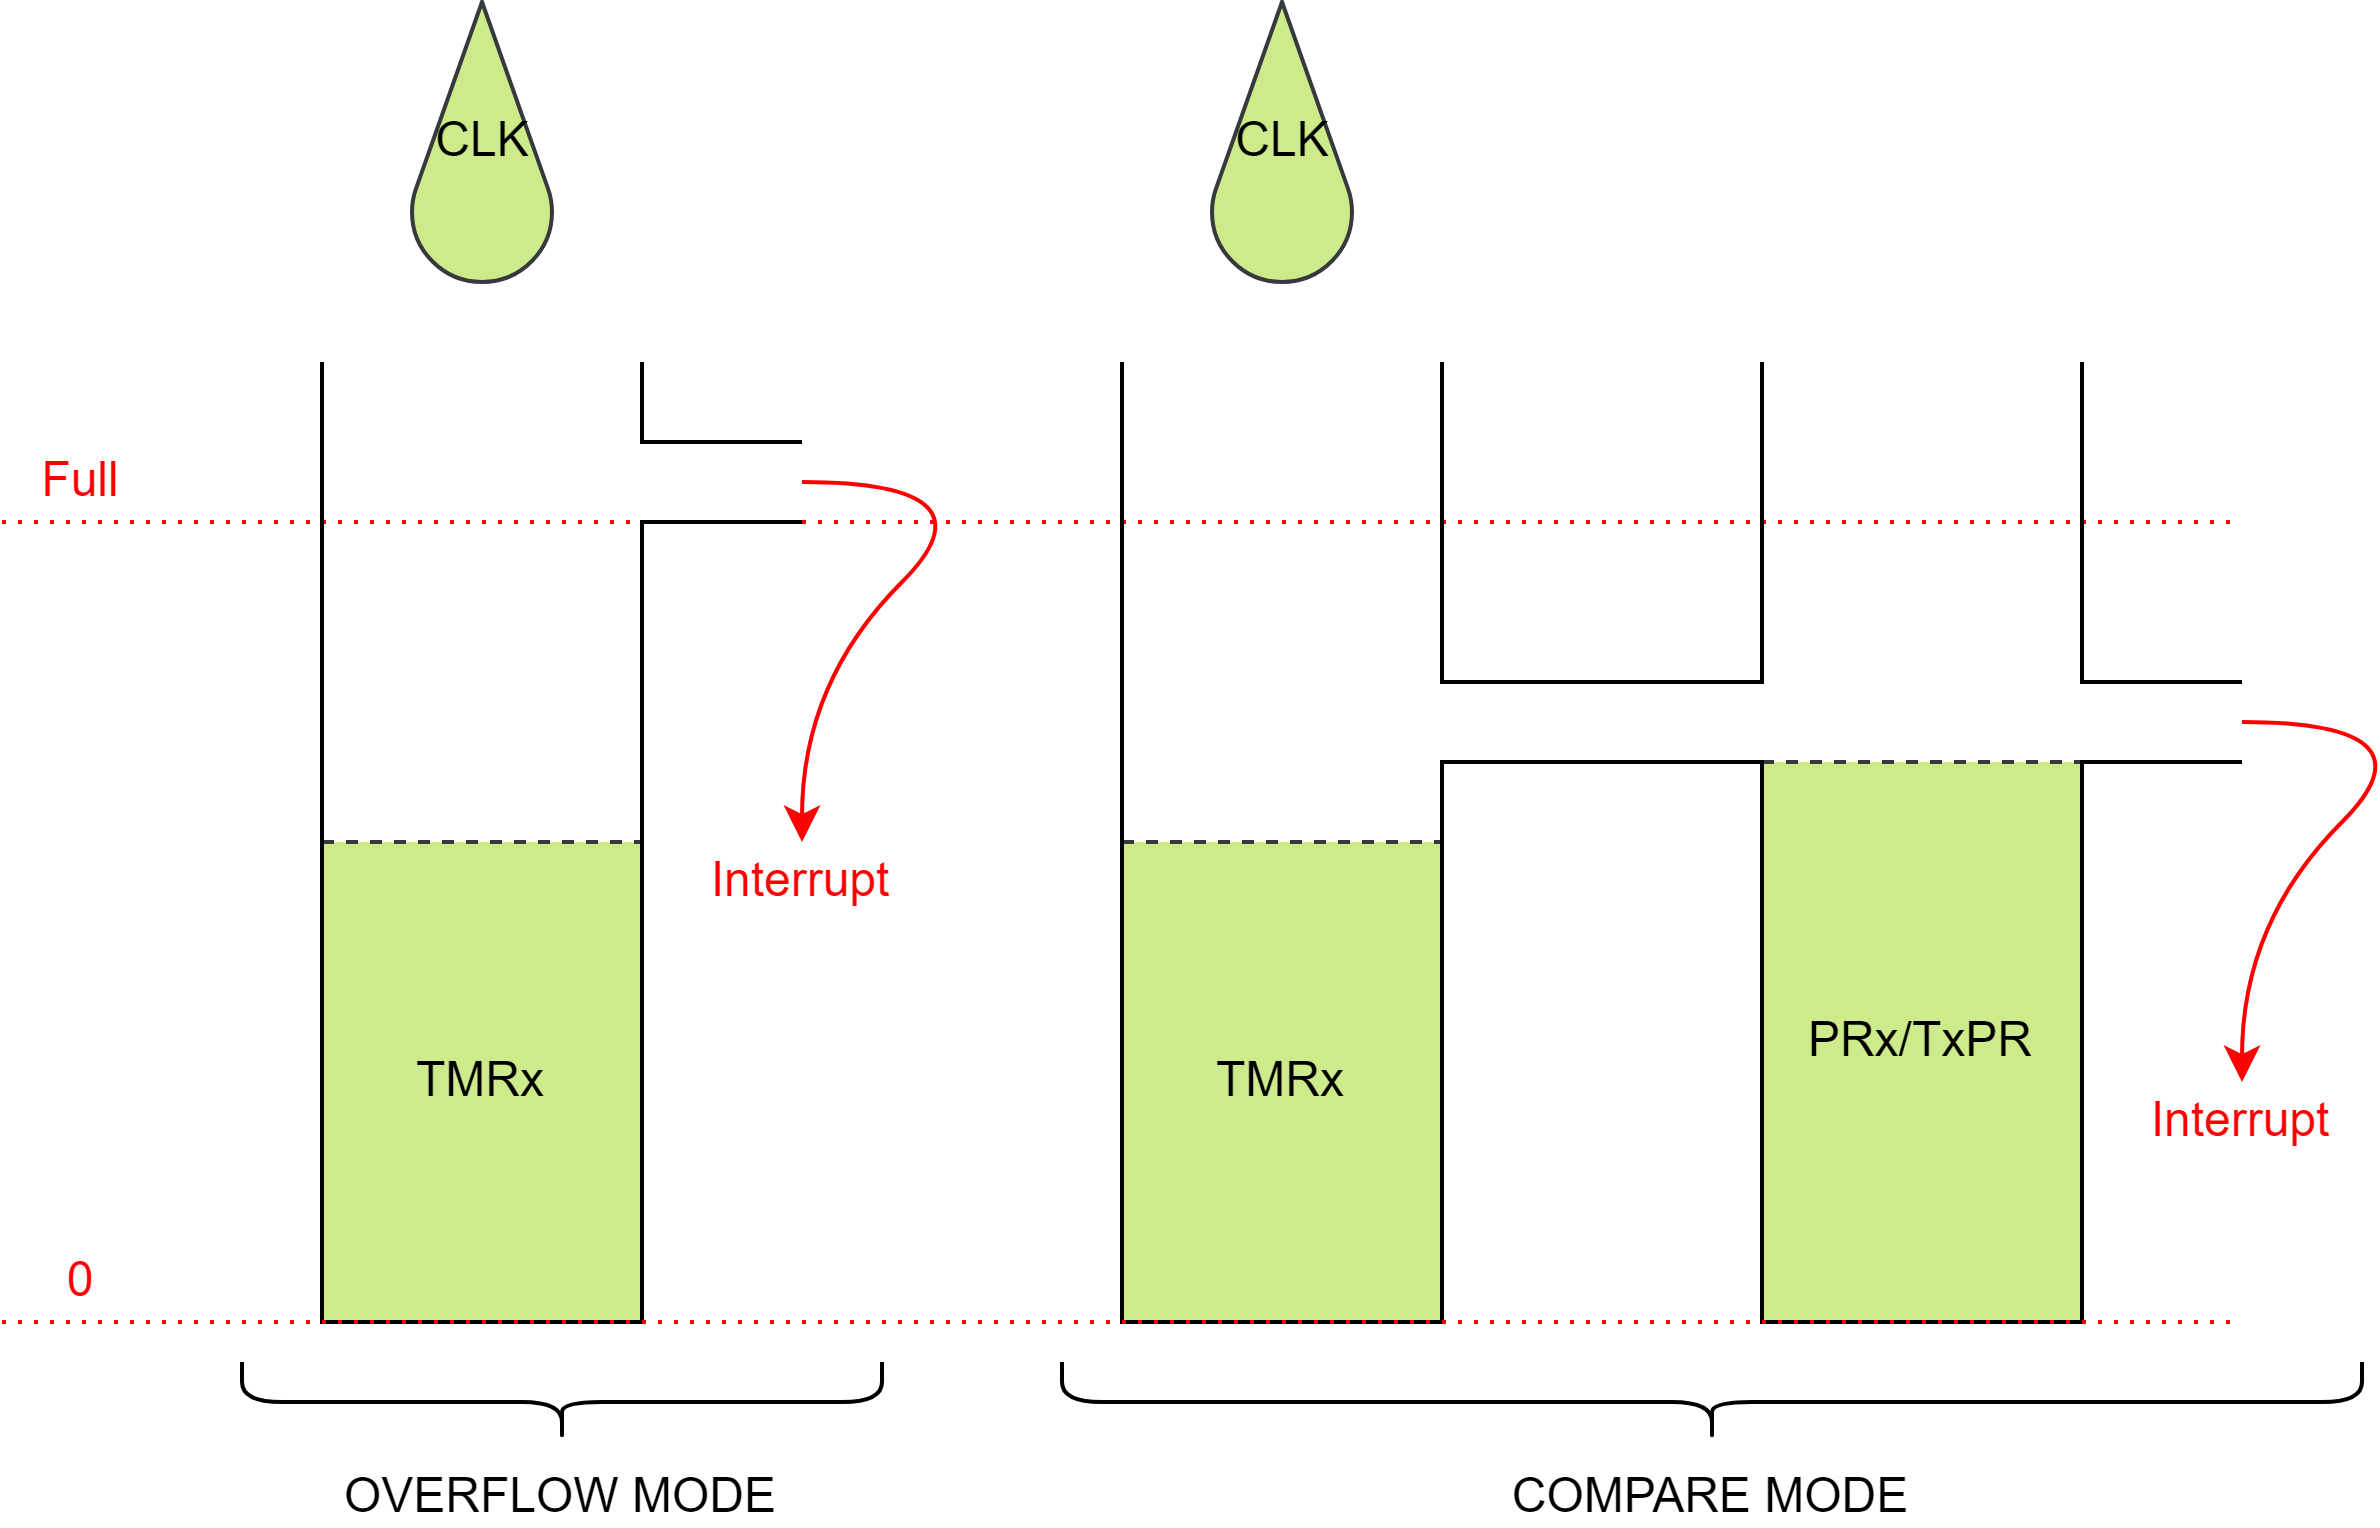 CLK
CLK
Full
Interrupt
TMRx
TMRx
PRx/TxPR
Interrupt
0
OVERFLOW MODE
COMPARE MODE